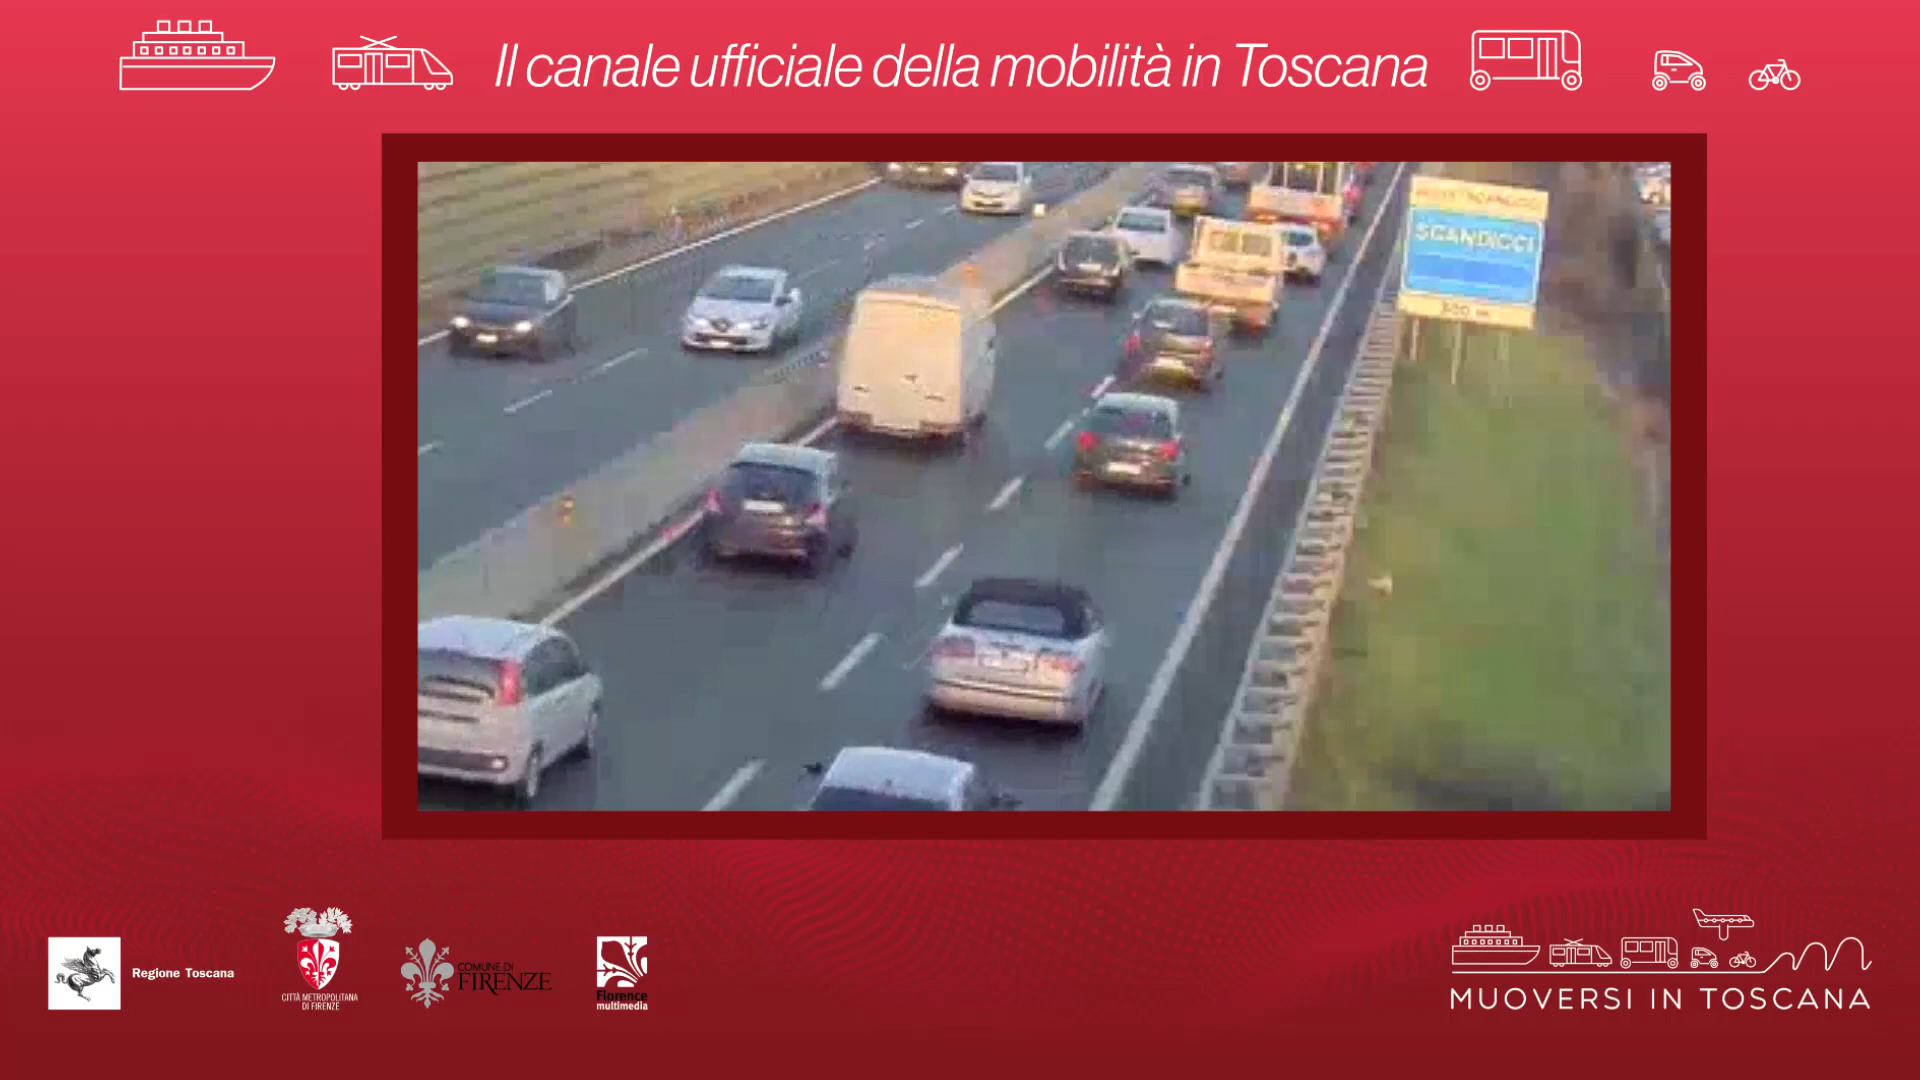 Il canale ufficiale della mobilità in Toscana
SCANDICCI
Regione Toscana
CITTÀ METROPOLITANA
DI FIRENZE
COMUNE DI
FIRENZE
Florence
multimedia
MUOVERSI IN TOSCANA